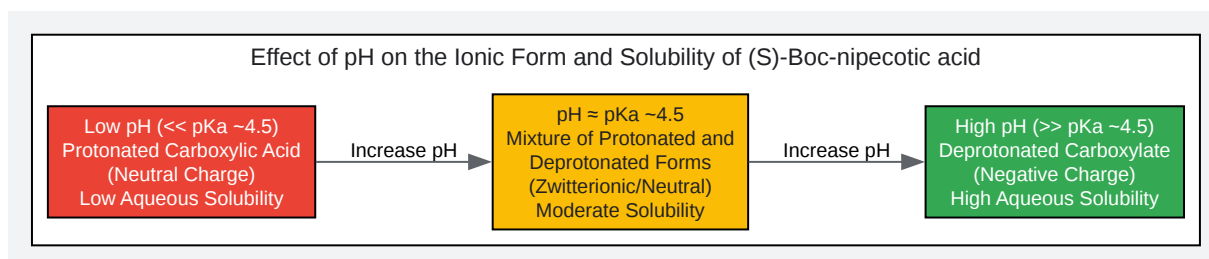 Effect of pH on the Ionic Form and Solubility of (S)-Boc-nipecotic acid
Low pH (<< pKa ~4.5)
Protonated Carboxylic Acid
(Neutral Charge)
Low Aqueous Solubility
Increase pH
pH ≈ pKa ~4.5
Mixture of Protonated and
Deprotonated Forms
(Zwitterionic/Neutral)
Moderate Solubility
Increase pH
High pH (>> pKa ~4.5)
Deprotonated Carboxylate
(Negative Charge)
High Aqueous Solubility